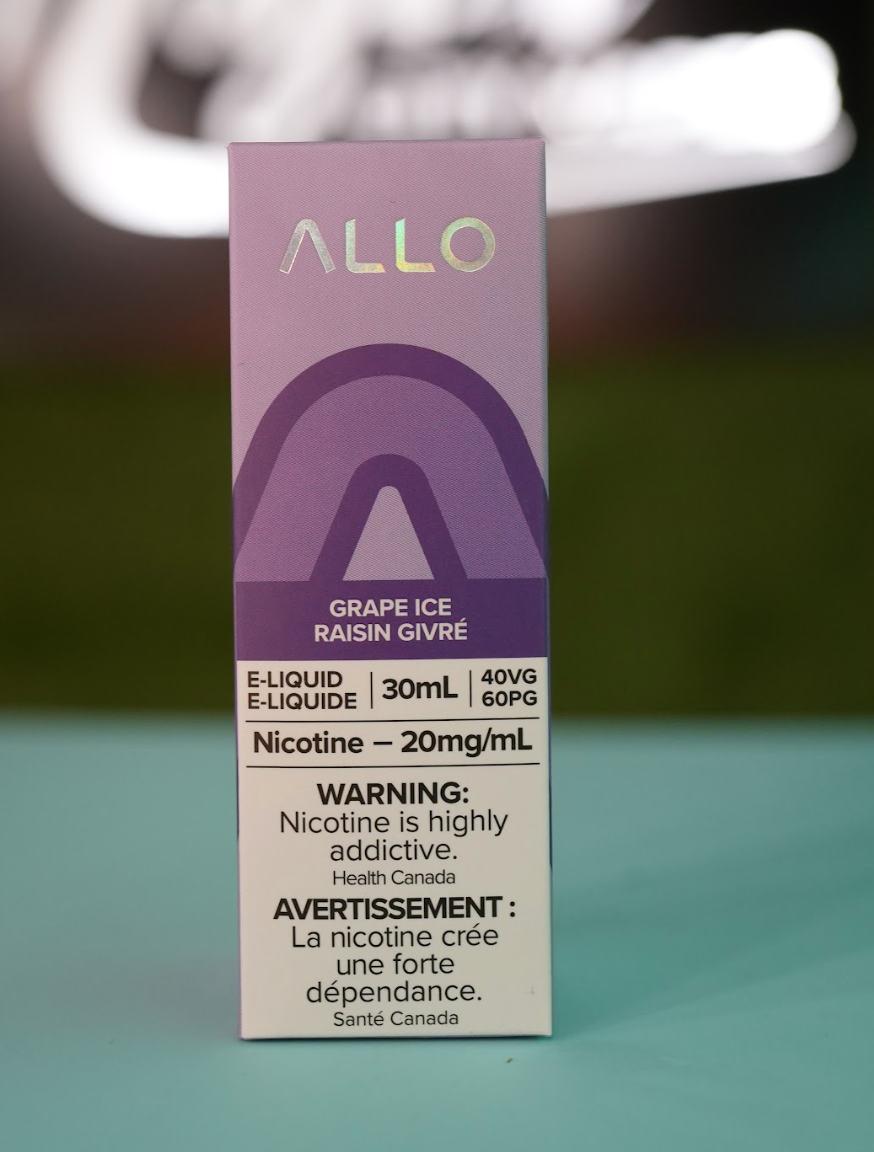 ALLO
GRAPE ICE
RAISIN GIVRÉ
E-LIQUID
E-LIQUIDE
30mL
40VG
60PG
Nicotine – 20mg/mL
WARNING:
Nicotine is highly
addictive.
Health Canada
AVERTISSEMENT :
La nicotine crée
une forte
dépendance.
Santé Canada